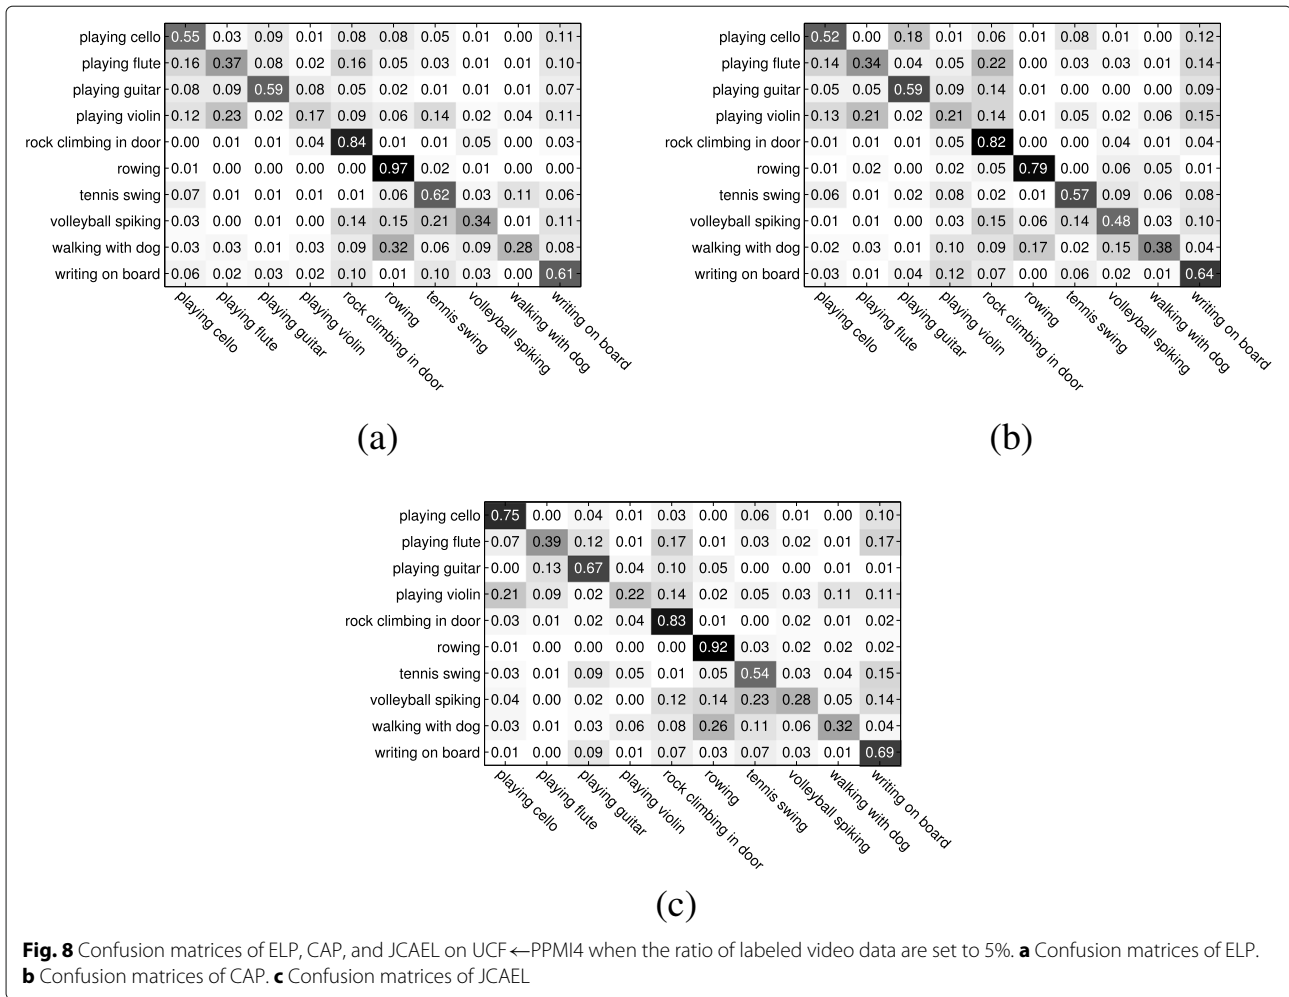 playing cello 0.55 0.03 0.09 0.01 0.08 0.08 0.05 0.01 0.00 0.11
playing flute 0.16 0.37 0.08 0.02 0.16 0.05 0.03 0.01 0.01 0.10
playing guitar 0.08 0.09 0.59 0.08 0.05 0.02 0.01 0.01 0.01 0.07
playing violin 0.12 0.23 0.02 0.17 0.09 0.06 0.14 0.02 0.04 0.11
rock climbing in door 0.00 0.01 0.01 0.04 0.84 0.01 0.01 0.05 0.00 0.03
rowing 0.01 0.00 0.00 0.00 0.00 0.97 0.02 0.01 0.00 0.00
tennis swing 0.07 0.01 0.01 0.01 0.01 0.06 0.62 0.03 0.11 0.06
volleyball spiking 0.03 0.00 0.01 0.00 0.14 0.15 0.21 0.34 0.01 0.11
walking with dog 0.03 0.03 0.01 0.03 0.09 0.32 0.06 0.09 0.28 0.08
writing on board 0.06 0.02 0.03 0.02 0.10 0.01 0.10 0.03 0.00 0.61
playing cello
playing flute
playing guitar
playing violin
rock climbing in door
rowing
tennis swing
volleyball spiking
walking with dog
writing on board
(a)
playing cello 0.52 0.00 0.18 0.01 0.06 0.01 0.08 0.01 0.00 0.12
playing flute 0.14 0.34 0.04 0.05 0.22 0.00 0.03 0.03 0.01 0.14
playing guitar 0.05 0.05 0.59 0.09 0.14 0.01 0.00 0.00 0.00 0.09
playing violin 0.13 0.21 0.02 0.21 0.14 0.01 0.05 0.02 0.06 0.15
rock climbing in door 0.01 0.01 0.01 0.05 0.82 0.01 0.00 0.04 0.01 0.04
rowing 0.01 0.02 0.00 0.02 0.05 0.79 0.00 0.06 0.05 0.01
tennis swing 0.06 0.01 0.02 0.08 0.02 0.01 0.57 0.09 0.06 0.08
volleyball spiking 0.01 0.01 0.00 0.03 0.15 0.06 0.14 0.48 0.03 0.10
walking with dog 0.02 0.03 0.01 0.10 0.09 0.17 0.02 0.15 0.38 0.04
writing on board 0.03 0.01 0.04 0.12 0.07 0.00 0.06 0.02 0.01 0.64
playing cello
playing flute
playing guitar
playing violin
rock climbing in door
rowing
tennis swing
volleyball spiking
walking with dog
writing on board
(b)
playing cello 0.75 0.00 0.04 0.01 0.03 0.00 0.06 0.01 0.00 0.10
playing flute 0.07 0.39 0.12 0.01 0.17 0.01 0.03 0.02 0.01 0.17
playing guitar 0.00 0.13 0.67 0.04 0.10 0.05 0.00 0.00 0.01 0.01
playing violin 0.21 0.09 0.02 0.22 0.14 0.02 0.05 0.03 0.11 0.11
rock climbing in door 0.03 0.01 0.02 0.04 0.83 0.01 0.00 0.02 0.01 0.02
rowing 0.01 0.00 0.00 0.00 0.00 0.92 0.03 0.02 0.02 0.02
tennis swing 0.03 0.01 0.09 0.05 0.01 0.05 0.54 0.03 0.04 0.15
volleyball spiking 0.04 0.00 0.02 0.00 0.12 0.14 0.23 0.28 0.05 0.14
walking with dog 0.03 0.01 0.03 0.06 0.08 0.26 0.11 0.06 0.32 0.04
writing on board 0.01 0.00 0.09 0.01 0.07 0.03 0.07 0.03 0.01 0.69
playing cello
playing flute
playing guitar
playing violin
rock climbing in door
rowing
tennis swing
volleyball spiking
walking with dog
writing on board
(c)
Fig. 8 Confusion matrices of ELP, CAP, and JCAEL on UCF←PPMI4 when the ratio of labeled video data are set to 5%. a Confusion matrices of ELP.
b Confusion matrices of CAP. c Confusion matrices of JCAEL